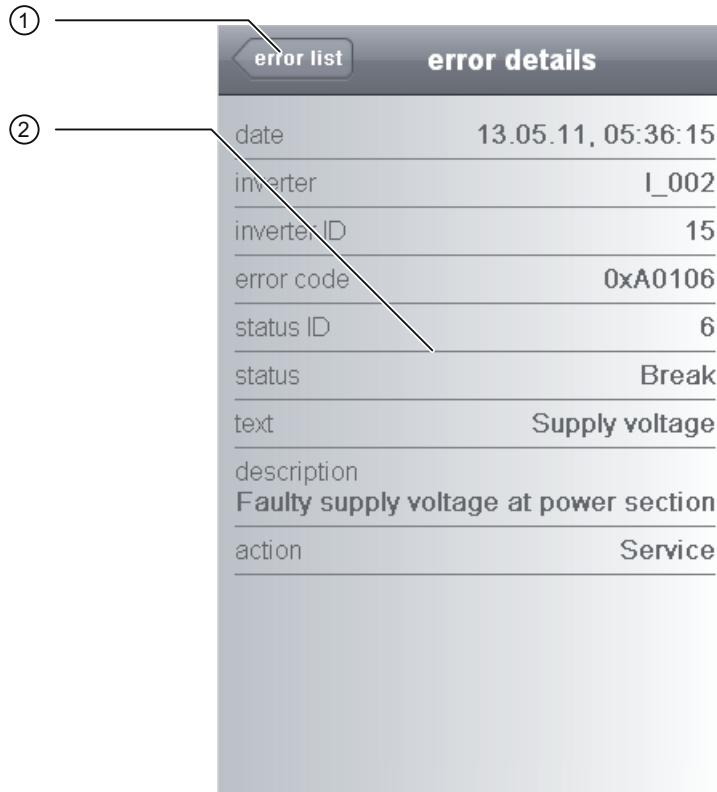 ①
error list error details
②
date 13.05.11, 05:36:15
inverter I_002
inverter ID 15
error code 0xA0106
status ID 6
status Break
text Supply voltage
description
Faulty supply voltage at power section
action Service